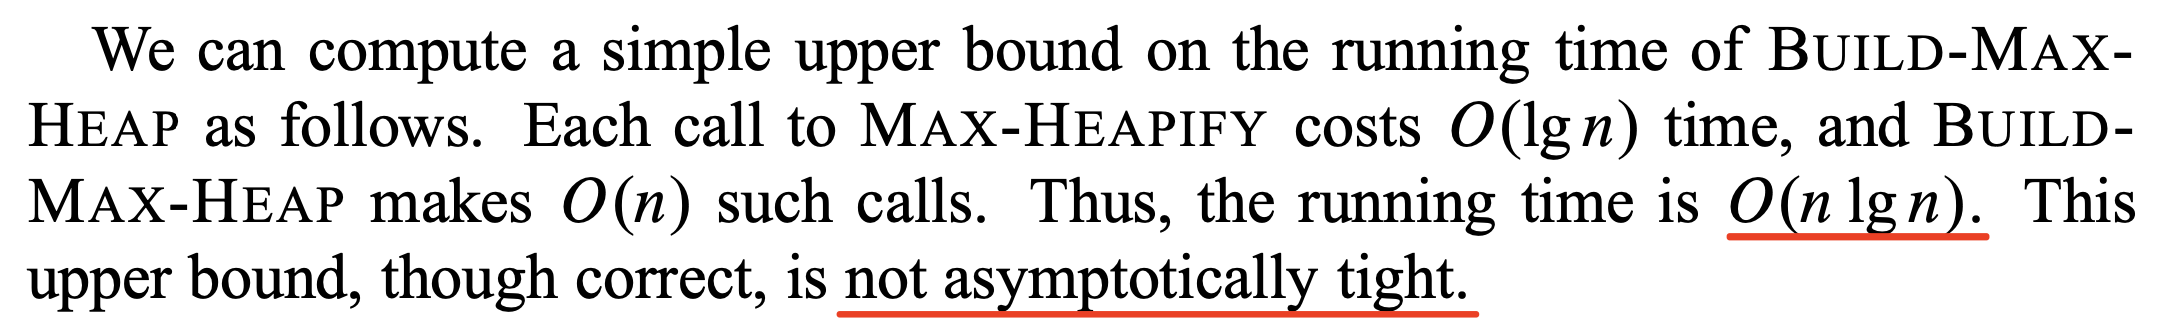 We can compute a simple upper bound on the running time of BUILD-MAX-
HEAP as follows. Each call to MAX-HEAPIFY costs O(lg n) time, and BUILD-
MAX-HEAP makes O(n) such calls. Thus, the running time is O(n lg n). This
upper bound, though correct, is not asymptotically tight.